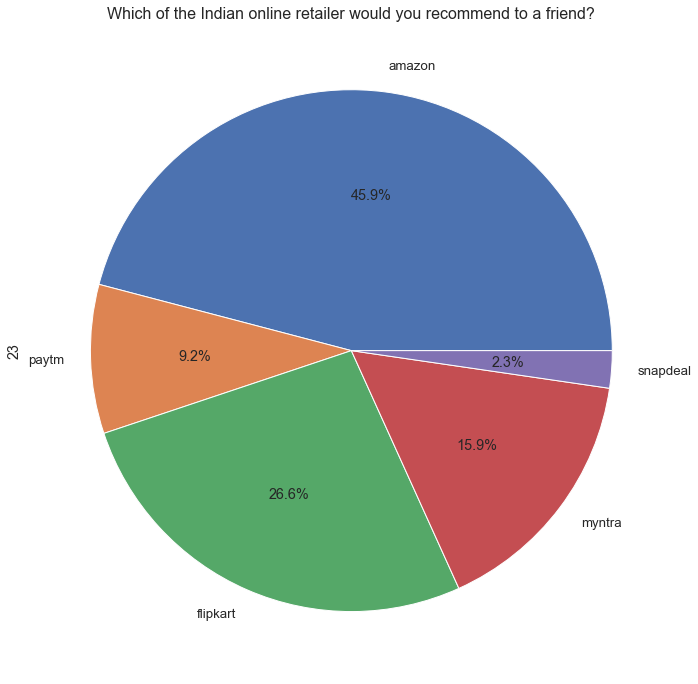 Which of the Indian online retailer would you recommend to a friend?
amazon
45.9%
23
paytm
9.2%
2.3%
snapdeal
15.9%
26.6%
myntra
flipkart